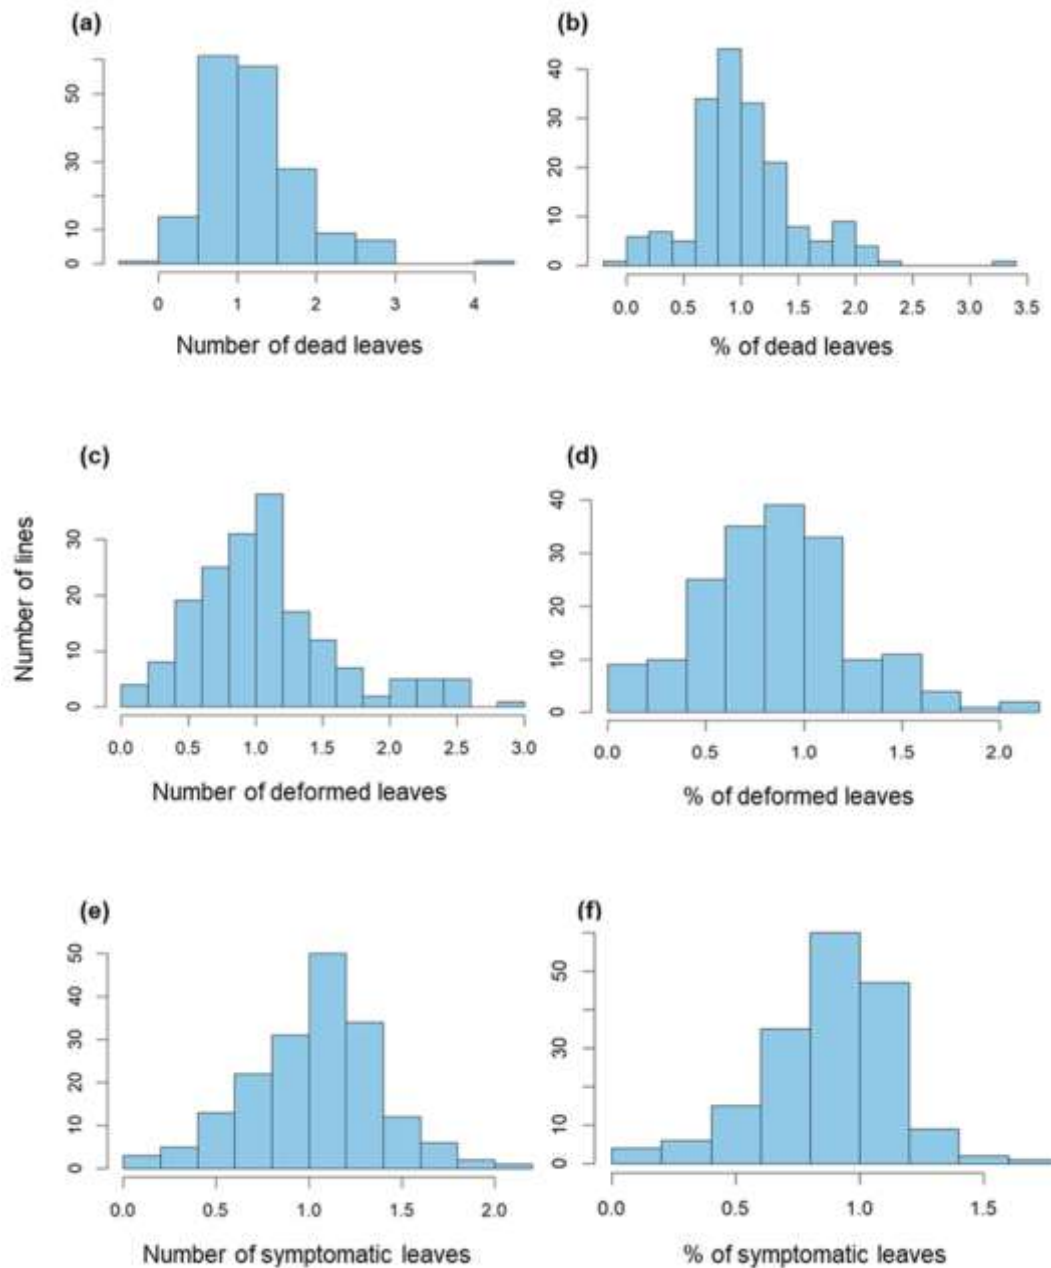 (a)
50
30
10
0
0 1 2 3 4
Number of dead leaves
(b)
40
30
20
10
0
0.0 0.5 1.0 1.5 2.0 2.5 3.0 3.5
% of dead leaves
Number of lines
(c)
30
20
10
0
0.0 0.5 1.0 1.5 2.0 2.5 3.0
Number of deformed leaves
(d)
40
30
20
10
0
0.0 0.5 1.0 1.5 2.0
% of deformed leaves
(e)
50
40
30
20
10
0
0.0 0.5 1.0 1.5 2.0
Number of symptomatic leaves
(f)
50
30
10
0
0.0 0.5 1.0 1.5
% of symptomatic leaves